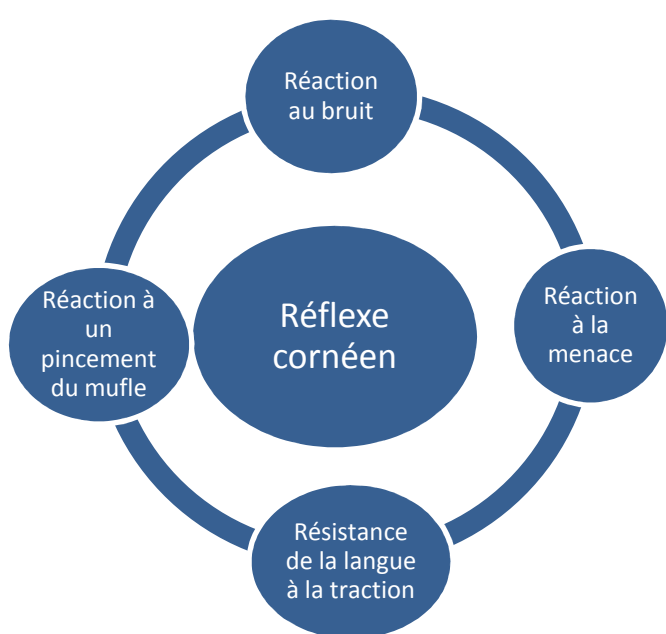 Réaction
au bruit
Réaction à
un
pincement
du mufle
Réflexe
cornéen
Réaction
à la
menace
Résistance
de la langue
à la traction